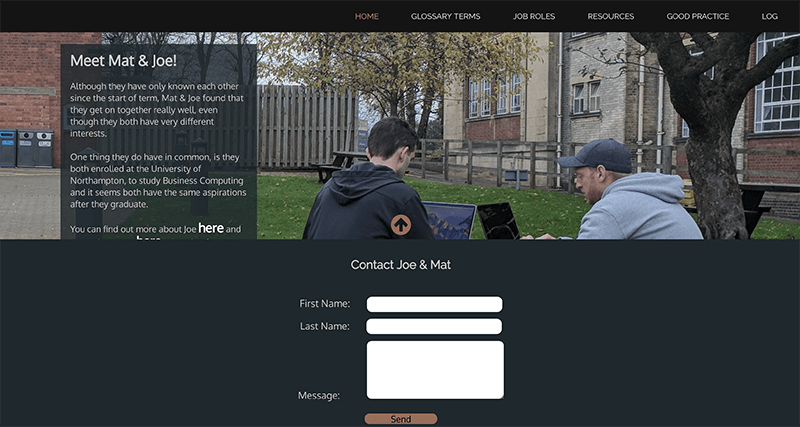 HOME GLOSSARY TERMS JOB ROLES RESOURCES GOOD PRACTICE LOG
Meet Mat & Joe!
Although they have only known each other
since the start of term, Mat & Joe found that
they get on together really well, even
though they both have very different
interests.
One thing they do have in common, is they
both enrolled at the University of
Northampton, to study Business Computing
and it seems both have the same aspirations
after they graduate.
You can find out more about Joe here and
here
Contact Joe & Mat
First Name:
Last Name:
Message:
Send